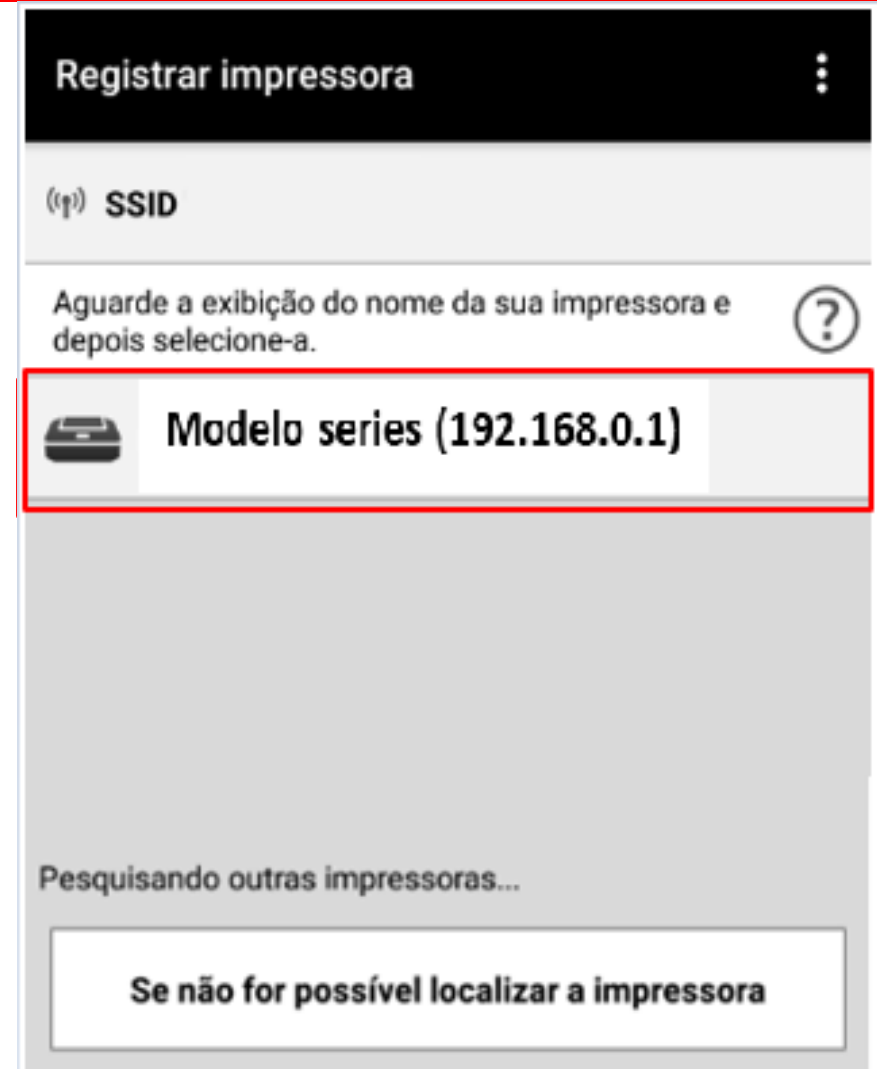 Registrar impressora
SSID
Aguarde a exibição do nome da sua impressora e
depois selecione-a.
?
Modelo series (192.168.0.1)
Pesquisando outras impressoras...
Se não for possível localizar a impressora